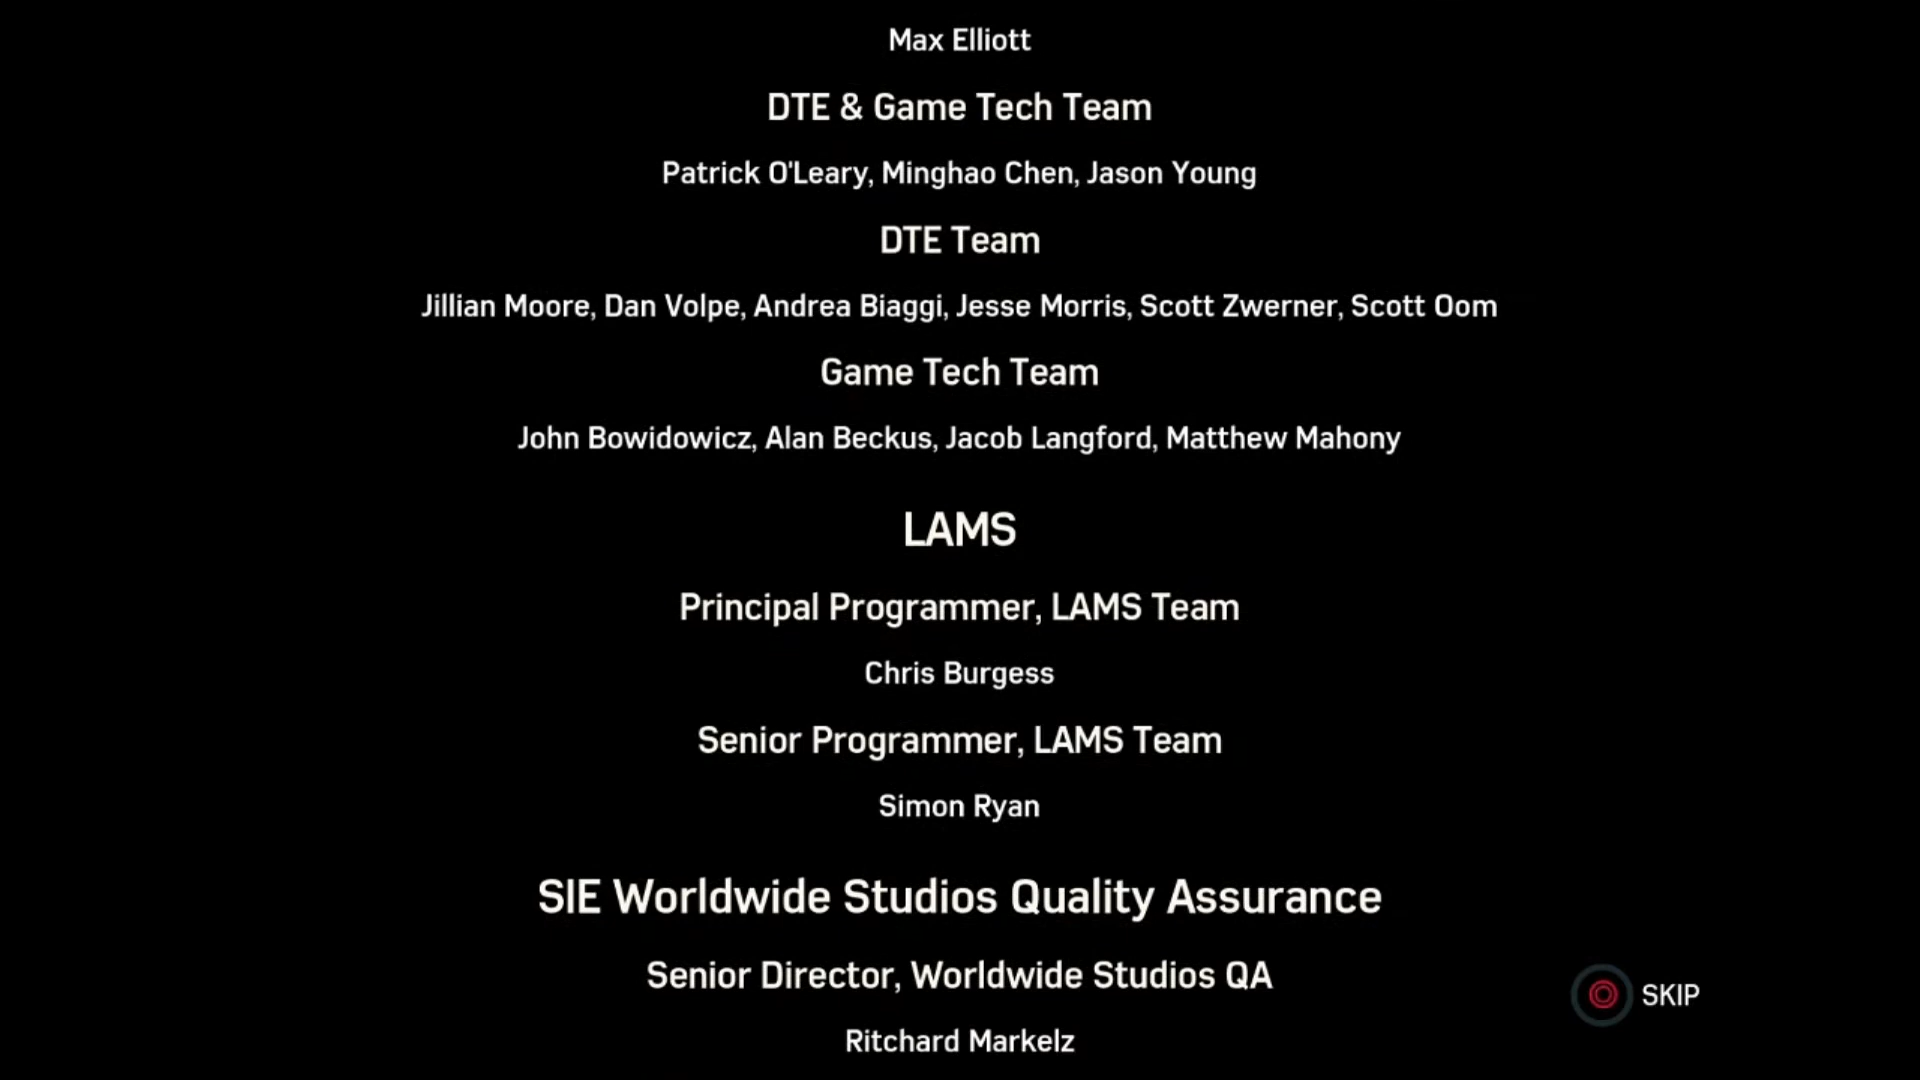 Max Elliott
DTE & Game Tech Team
Patrick O'Leary, Minghao Chen, Jason Young
DTE Team
Jillian Moore, Dan Volpe, Andrea Biaggi, Jesse Morris, Scott Zwerner, Scott Oom
Game Tech Team
John Bowidowicz, Alan Beckus, Jacob Langford, Matthew Mahony
LAMS
Principal Programmer, LAMS Team
Chris Burgess
Senior Programmer, LAMS Team
Simon Ryan
SIE Worldwide Studios Quality Assurance
Senior Director, Worldwide Studios QA
SKIP
Ritchard Markelz